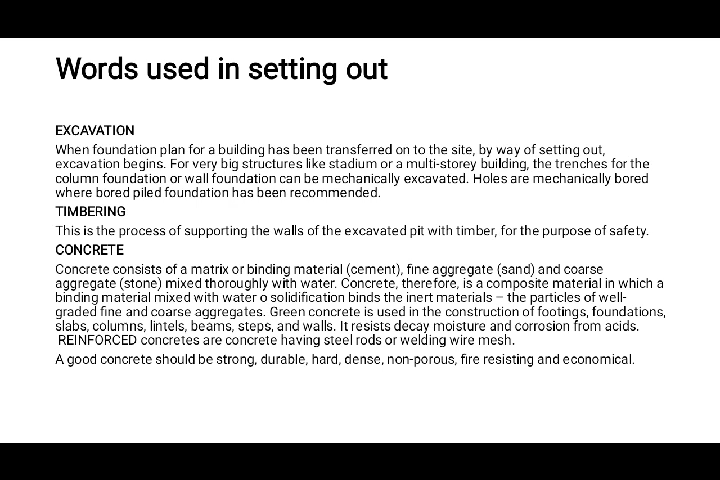 Words used in setting out
EXCAVATION
When foundation plan for a building has been transferred on to the site, by way of setting out,
excavation begins. For very big structures like stadium or a multi-storey building, the trenches for the
column foundation or wall foundation can be mechanically excavated. Holes are mechanically bored
where bored piled foundation has been recommended.
TIMBERING
This is the process of supporting the walls of the excavated pit with timber, for the purpose of safety.
CONCRETE
Concrete consists of a matrix or binding material (cement), fine aggregate (sand) and coarse
aggregate (stone) mixed thoroughly with water. Concrete, therefore, is a composite material in which a
binding material mixed with water o solidification binds the inert materials – the particles of well-
graded fine and coarse aggregates. Green concrete is used in the construction of footings, foundations,
slabs, columns, lintels, beams, steps, and walls. It resists decay moisture and corrosion from acids.
REINFORCED concretes are concrete having steel rods or welding wire mesh.
A good concrete should be strong, durable, hard, dense, non-porous, fire resisting and economical.